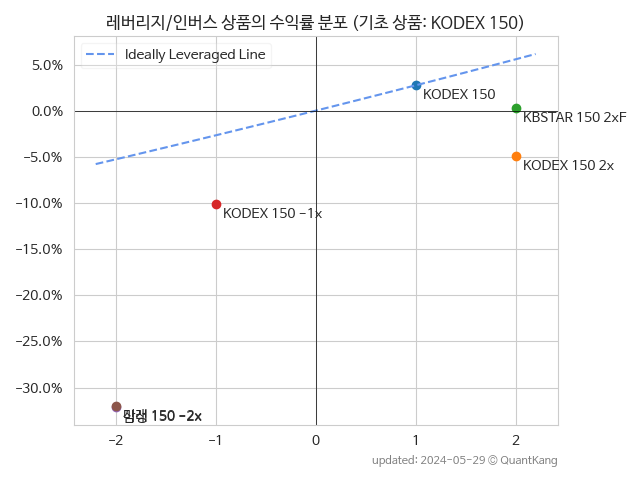 레버리지/인버스 상품의 수익률 분포 (기초 상품: KODEX 150)
Ideally Leveraged Line
5.0%
0.0%
−5.0%
−10.0%
−15.0%
−20.0%
−25.0%
−30.0%
KODEX 150
KBSTAR 150 2xF
KODEX 150 2x
KODEX 150 −1x
150 −2x
−2
−1
0
1
2
updated: 2024-05-29 © QuantKang